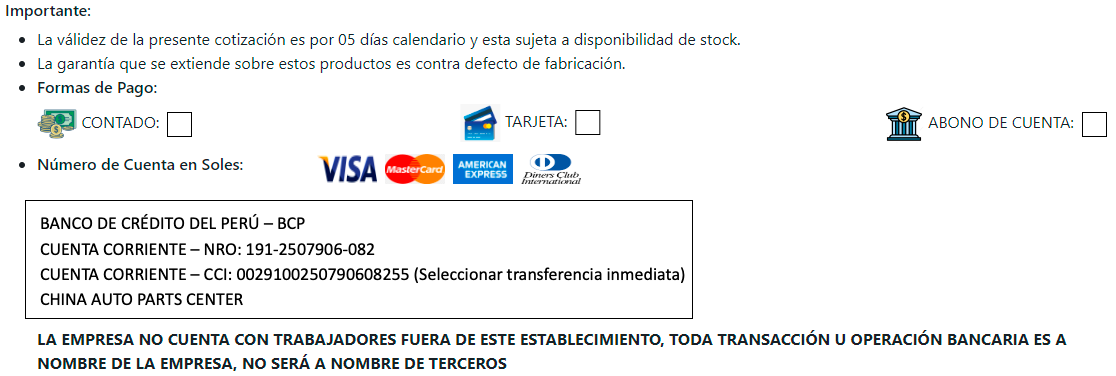 Importante:
La válidez de la presente cotización es por 05 días calendario y esta sujeta a disponibilidad de stock.
La garantía que se extiende sobre estos productos es contra defecto de fabricación.
Formas de Pago:
CONTADO: TARJETA: ABONO DE CUENTA:
Número de Cuenta en Soles: VISA MasterCard AMERICAN EXPRESS Diners Club International
BANCO DE CRÉDITO DEL PERÚ – BCP
CUENTA CORRIENTE – NRO: 191-2507906-082
CUENTA CORRIENTE – CCI: 0029100250790608255 (Seleccionar transferencia inmediata)
CHINA AUTO PARTS CENTER
LA EMPRESA NO CUENTA CON TRABAJADORES FUERA DE ESTE ESTABLECIMIENTO, TODA TRANSACCIÓN U OPERACIÓN BANCARIA ES A
NOMBRE DE LA EMPRESA, NO SERÁ A NOMBRE DE TERCEROS